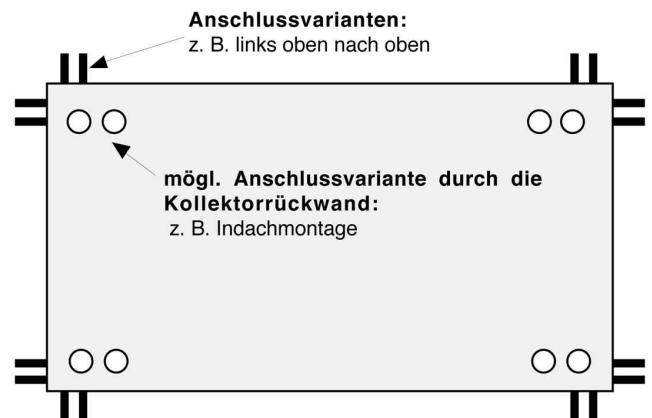 Anschlussvarianten:
z. B. links oben nach oben
mögl. Anschlussvariante durch die
Kollektorrückwand:
z. B. Indachmontage